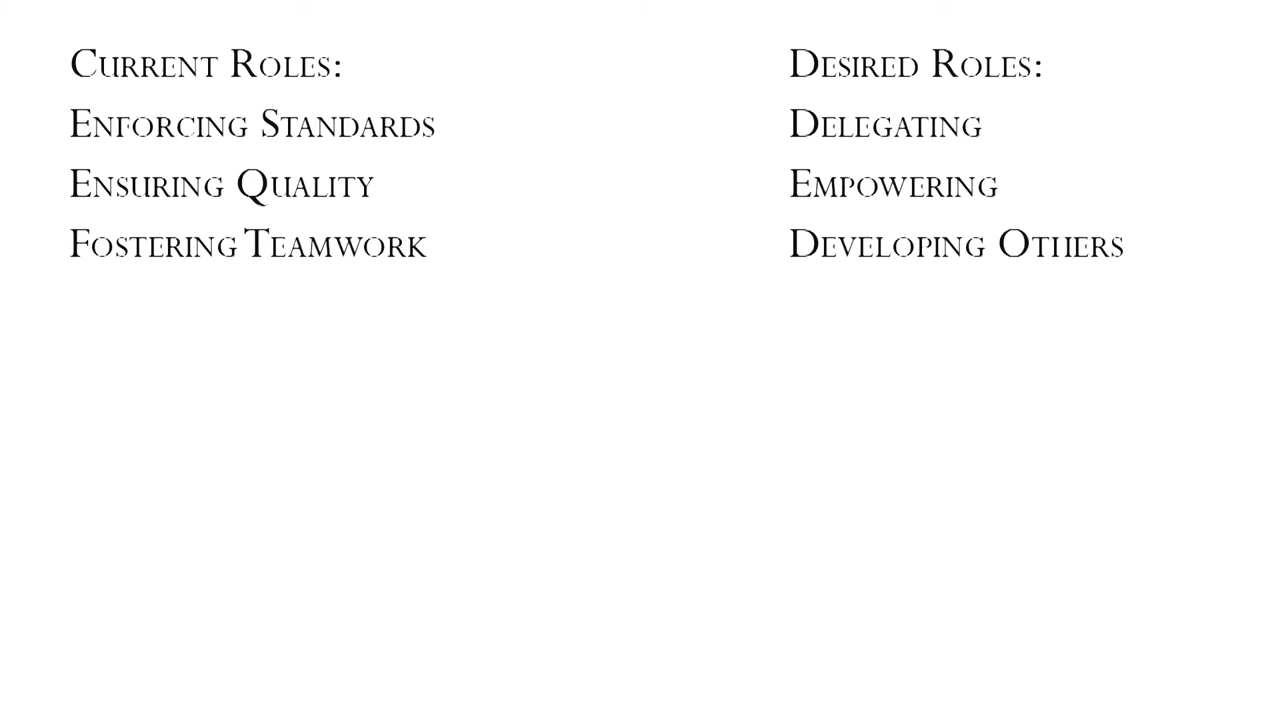 Current Roles:
Enforcing Standards
Ensuring Quality
Fostering Teamwork
Desired Roles:
Delegating
Empowering
Developing Others